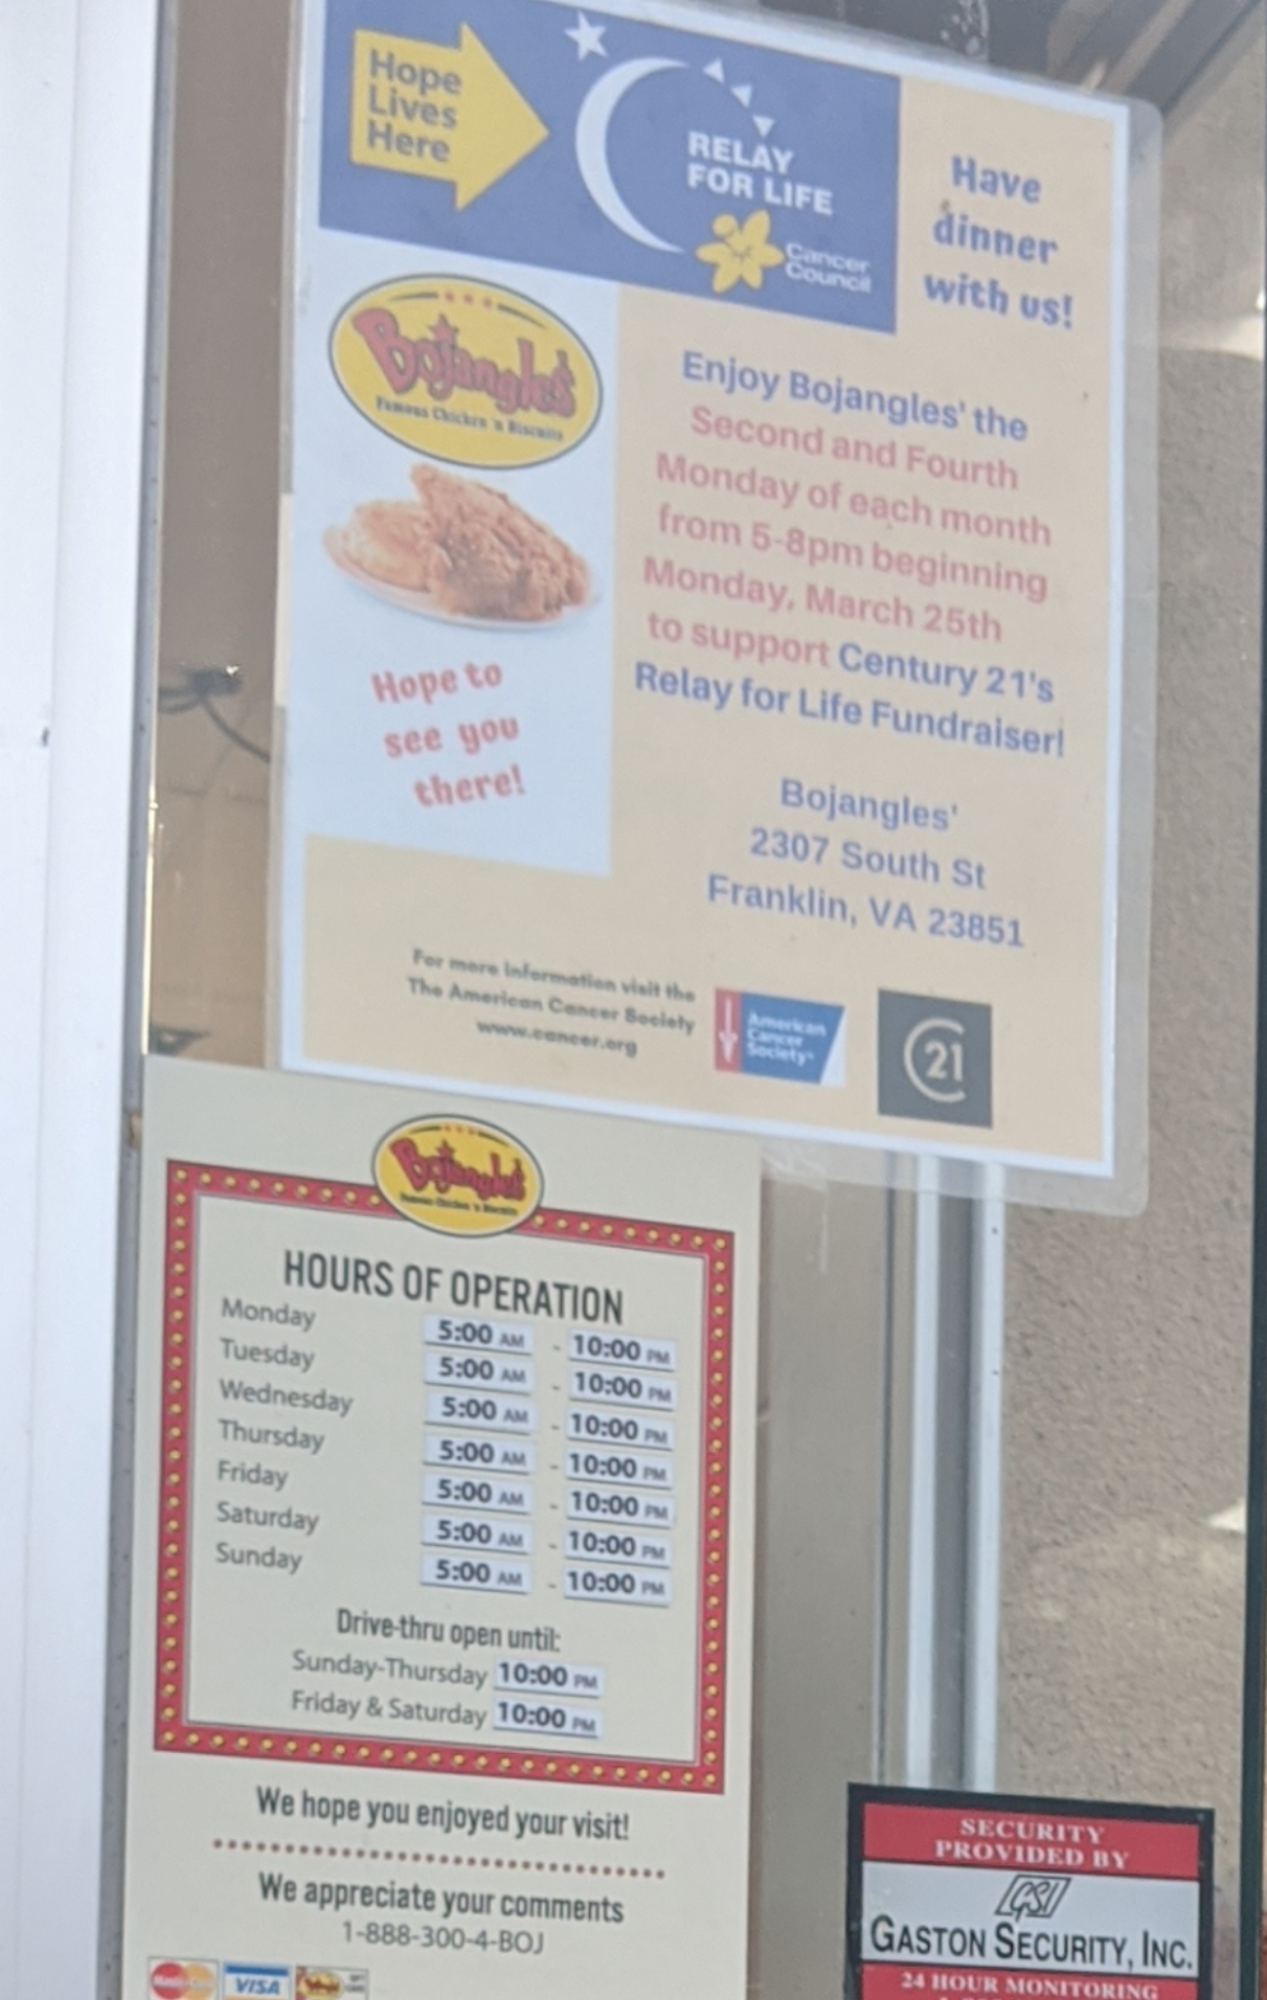 Hope
Lives
Here
RELAY
FOR LIFE
Cancer
Council
Have
dinner
with us!
Bojangles'
Famous Chicken 'n Biscuits
Enjoy Bojangles' the
Second and Fourth
Monday of each month
from 5-8pm beginning
Monday, March 25th
to support Century 21's
Relay for Life Fundraiser!
Hope to
see you
there!
Bojangles'
2307 South St
Franklin, VA 23851
For more information visit the
The American Cancer Society
www.cancer.org
American
Cancer
Society
C21
Bojangles'
Famous Chicken 'n Biscuits
HOURS OF OPERATION
Monday 5:00 AM - 10:00 PM
Tuesday 5:00 AM - 10:00 PM
Wednesday 5:00 AM - 10:00 PM
Thursday 5:00 AM - 10:00 PM
Friday 5:00 AM - 10:00 PM
Saturday 5:00 AM - 10:00 PM
Sunday 5:00 AM - 10:00 PM
Drive-thru open until:
Sunday-Thursday 10:00 PM
Friday & Saturday 10:00 PM
We hope you enjoyed your visit!
We appreciate your comments
1-888-300-4-BOJ
MasterCard VISA Bojangles'
SECURITY
PROVIDED BY
GSI
GASTON SECURITY, INC.
24 HOUR MONITORING